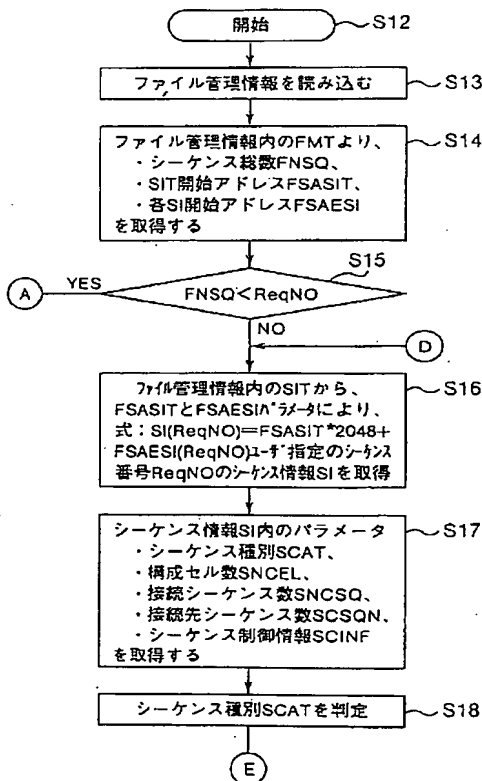 開始
S12
ファイル管理情報を読み込む
S13
S14
ファイル管理情報内のFMTより、
・シーケンス総数FNSQ、
・SIT開始アドレスFSASIT、
・各SI開始アドレスFSAESI
を取得する
S15
A
YES
FNSQ<ReqNO
NO
D
S16
ファイル管理情報内のSITから、
FSASITとFSAESIパラメータにより、
式：SI(ReqNO)=FSASIT*2048+
FSAESI(ReqNO)ユーザ指定のシーケンス
番号ReqNOのシーケンス情報SIを取得
S17
シーケンス情報SI内のパラメータ
・シーケンス種別SCAT、
・構成セル数SNCEL、
・接続シーケンス数SNCSQ、
・接続先シーケンス数SCSQN、
・シーケンス制御情報SCINF
を取得する
シーケンス種別SCATを判定
S18
E